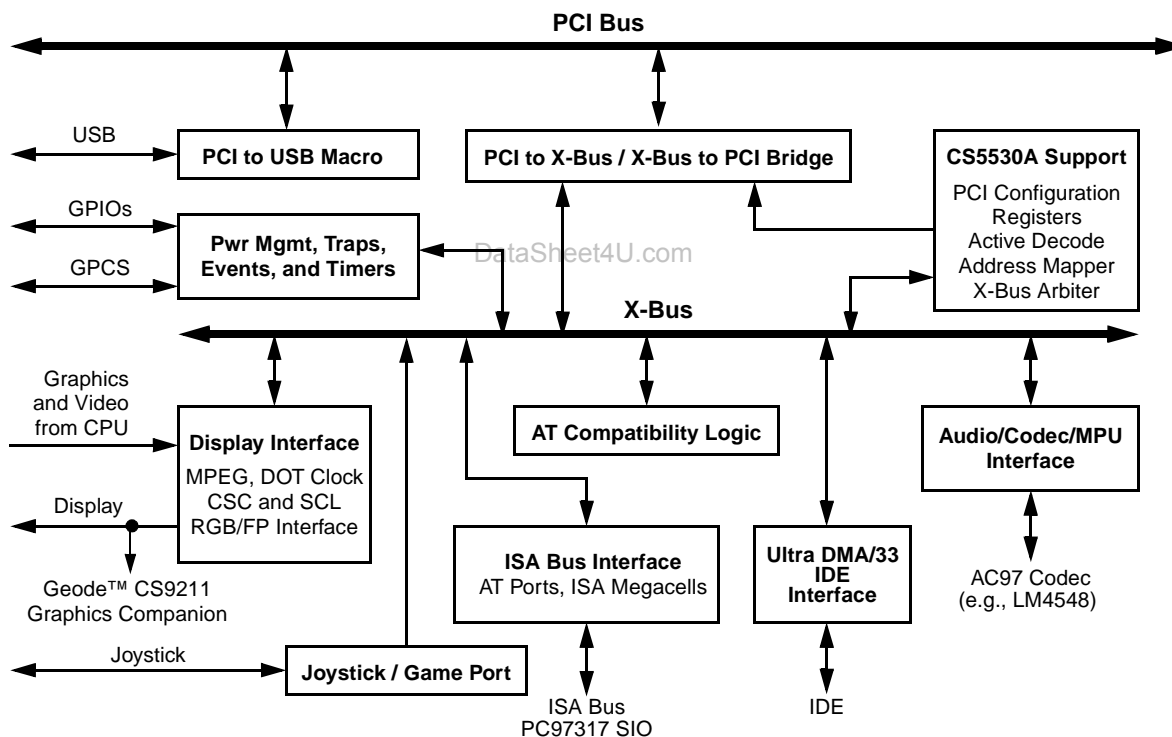 PCI Bus
USB
PCI to USB Macro
PCI to X-Bus / X-Bus to PCI Bridge
CS5530A Support
PCI Configuration
Registers
Active Decode
Address Mapper
X-Bus Arbiter
GPIOs
GPCS
Pwr Mgmt, Traps,
Events, and Timers
DataSheet4U.com
X-Bus
Graphics
and Video
from CPU
Display Interface
MPEG, DOT Clock
CSC and SCL
RGB/FP Interface
Display
Geode™ CS9211
Graphics Companion
AT Compatibility Logic
Audio/Codec/MPU
Interface
ISA Bus Interface
AT Ports, ISA Megacells
Ultra DMA/33
IDE
Interface
AC97 Codec
(e.g., LM4548)
Joystick
Joystick / Game Port
ISA Bus
PC97317 SIO
IDE